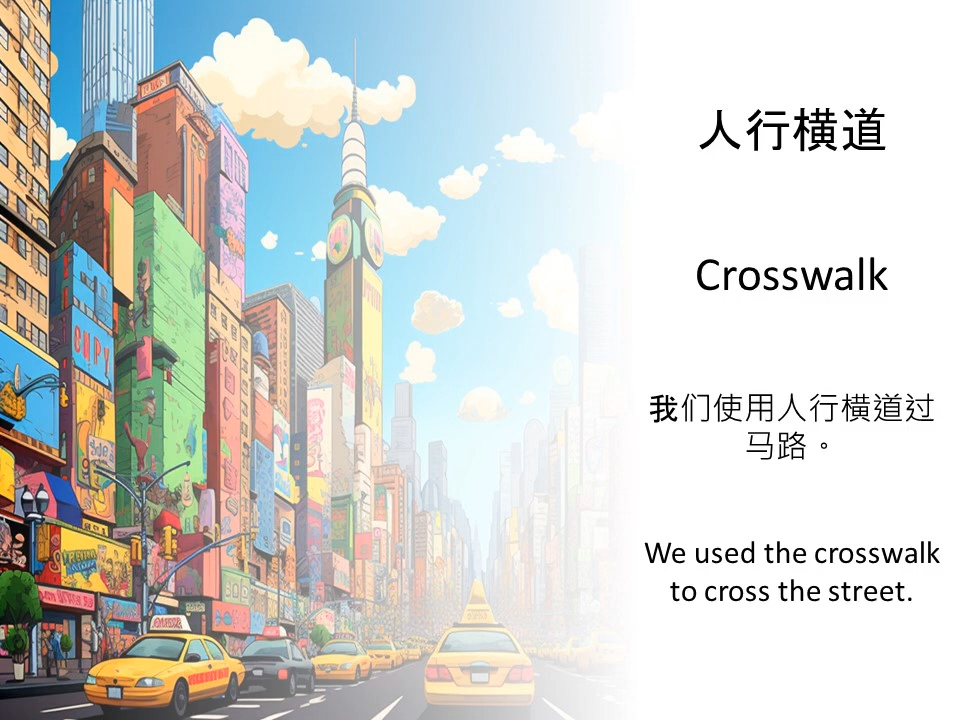 人行横道
Crosswalk
我们使用人行横道过
马路。
We used the crosswalk
to cross the street.